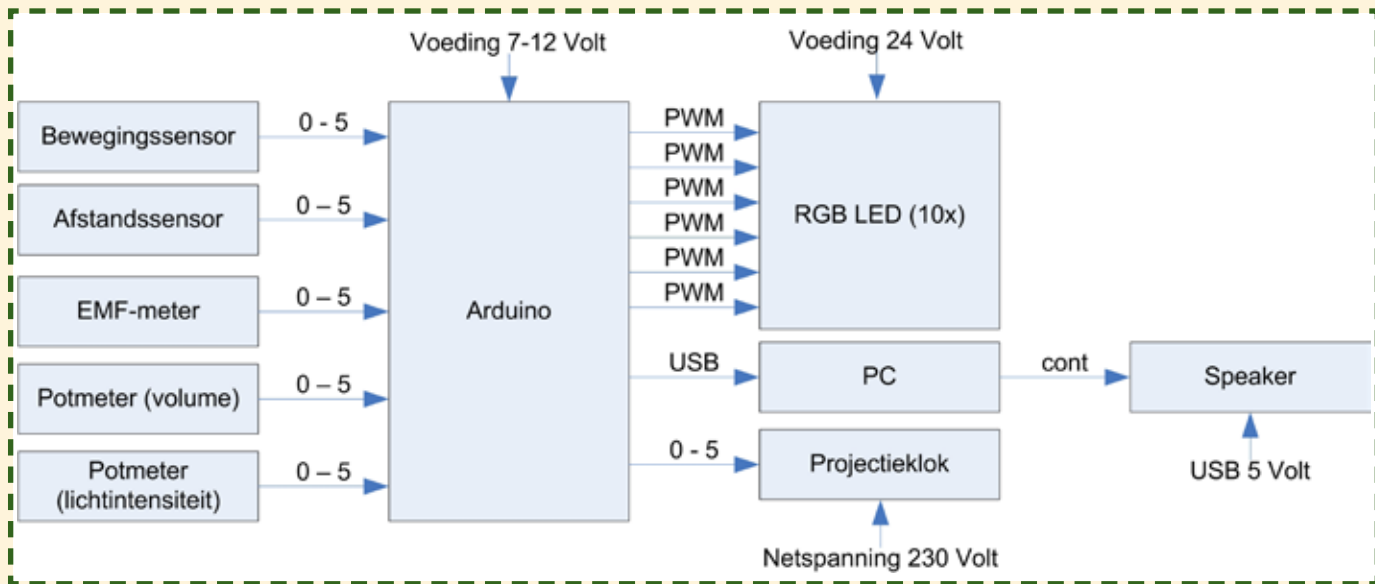 Voeding 7-12 Volt
Voeding 24 Volt
Bewegingssensor
0 - 5
Afstandssensor
0 – 5
EMF-meter
0 – 5
Potmeter (volume)
0 – 5
Potmeter
(lichtintensiteit)
0 – 5
Arduino
PWM
PWM
PWM
PWM
PWM
PWM
RGB LED (10x)
USB
PC
cont
Speaker
USB 5 Volt
0 - 5
Projectieklok
Netspanning 230 Volt